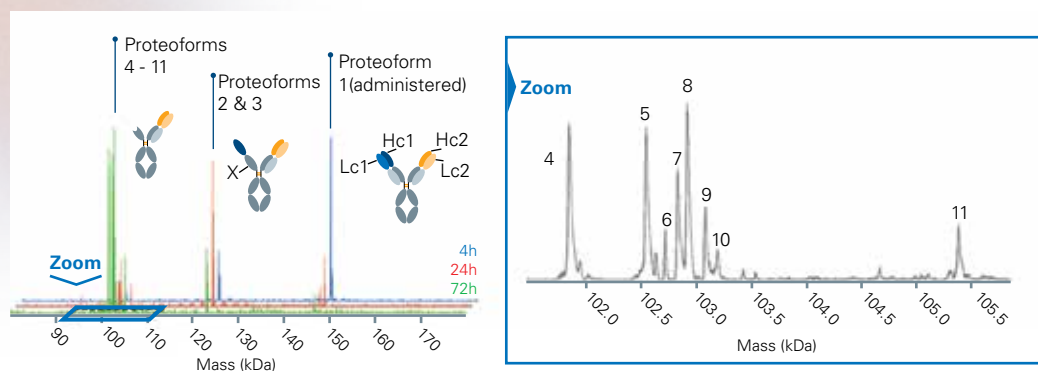 Proteoforms
4 - 11
Proteoforms
2 & 3
Proteoform
1(administered)
X
Lc1
Hc1
Hc2
Lc2
4h
24h
72h
Zoom
90
100
110
120
130
140
150
160
170
Mass (kDa)
Zoom
4
5
6
7
8
9
10
11
102.0
102.5
103.0
103.5
104.0
104.5
105.0
105.5
Mass (kDa)